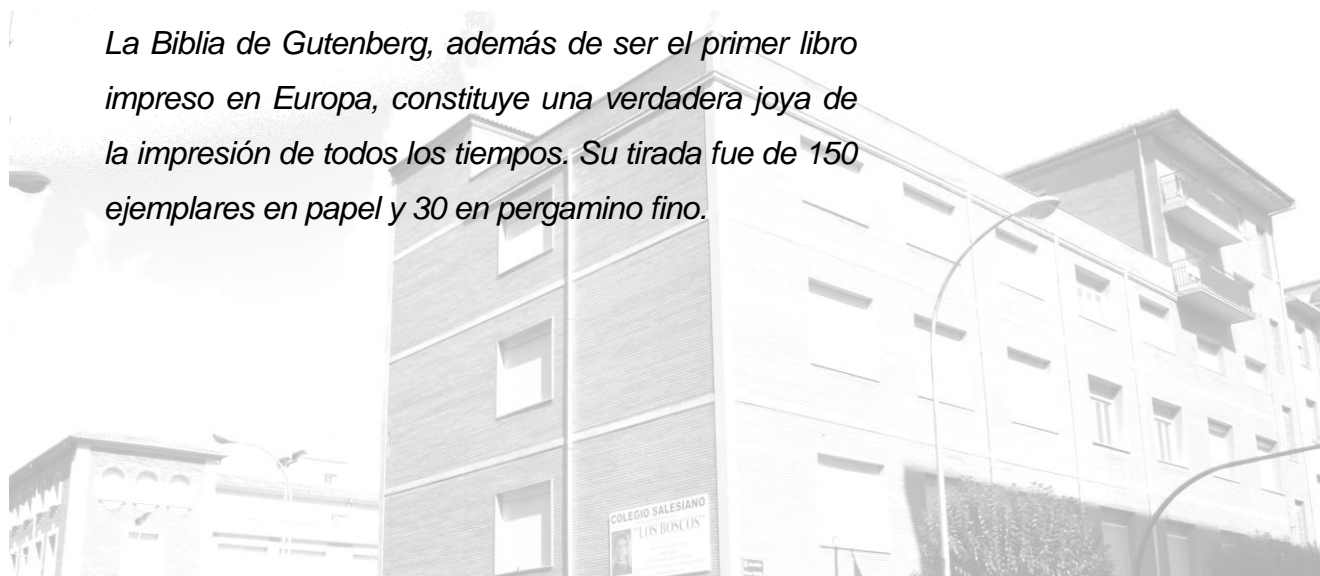 La Biblia de Gutenberg, además de ser el primer libro
impreso en Europa, constituye una verdadera joya de
la impresión de todos los tiempos. Su tirada fue de 150
ejemplares en papel y 30 en pergamino fino.
COLEGIO SALESIANO
"LOS BOSCOS"